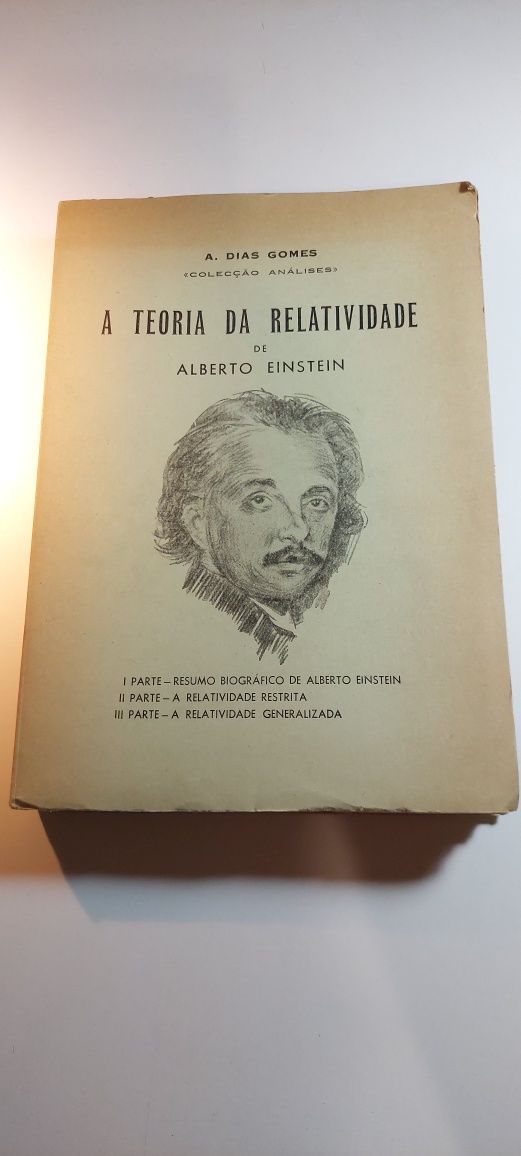 A. DIAS GOMES
«COLECÇÃO ANÁLISES»
A TEORIA DA RELATIVIDADE
DE
ALBERTO EINSTEIN
I PARTE – RESUMO BIOGRÁFICO DE ALBERTO EINSTEIN
II PARTE – A RELATIVIDADE RESTRITA
III PARTE – A RELATIVIDADE GENERALIZADA